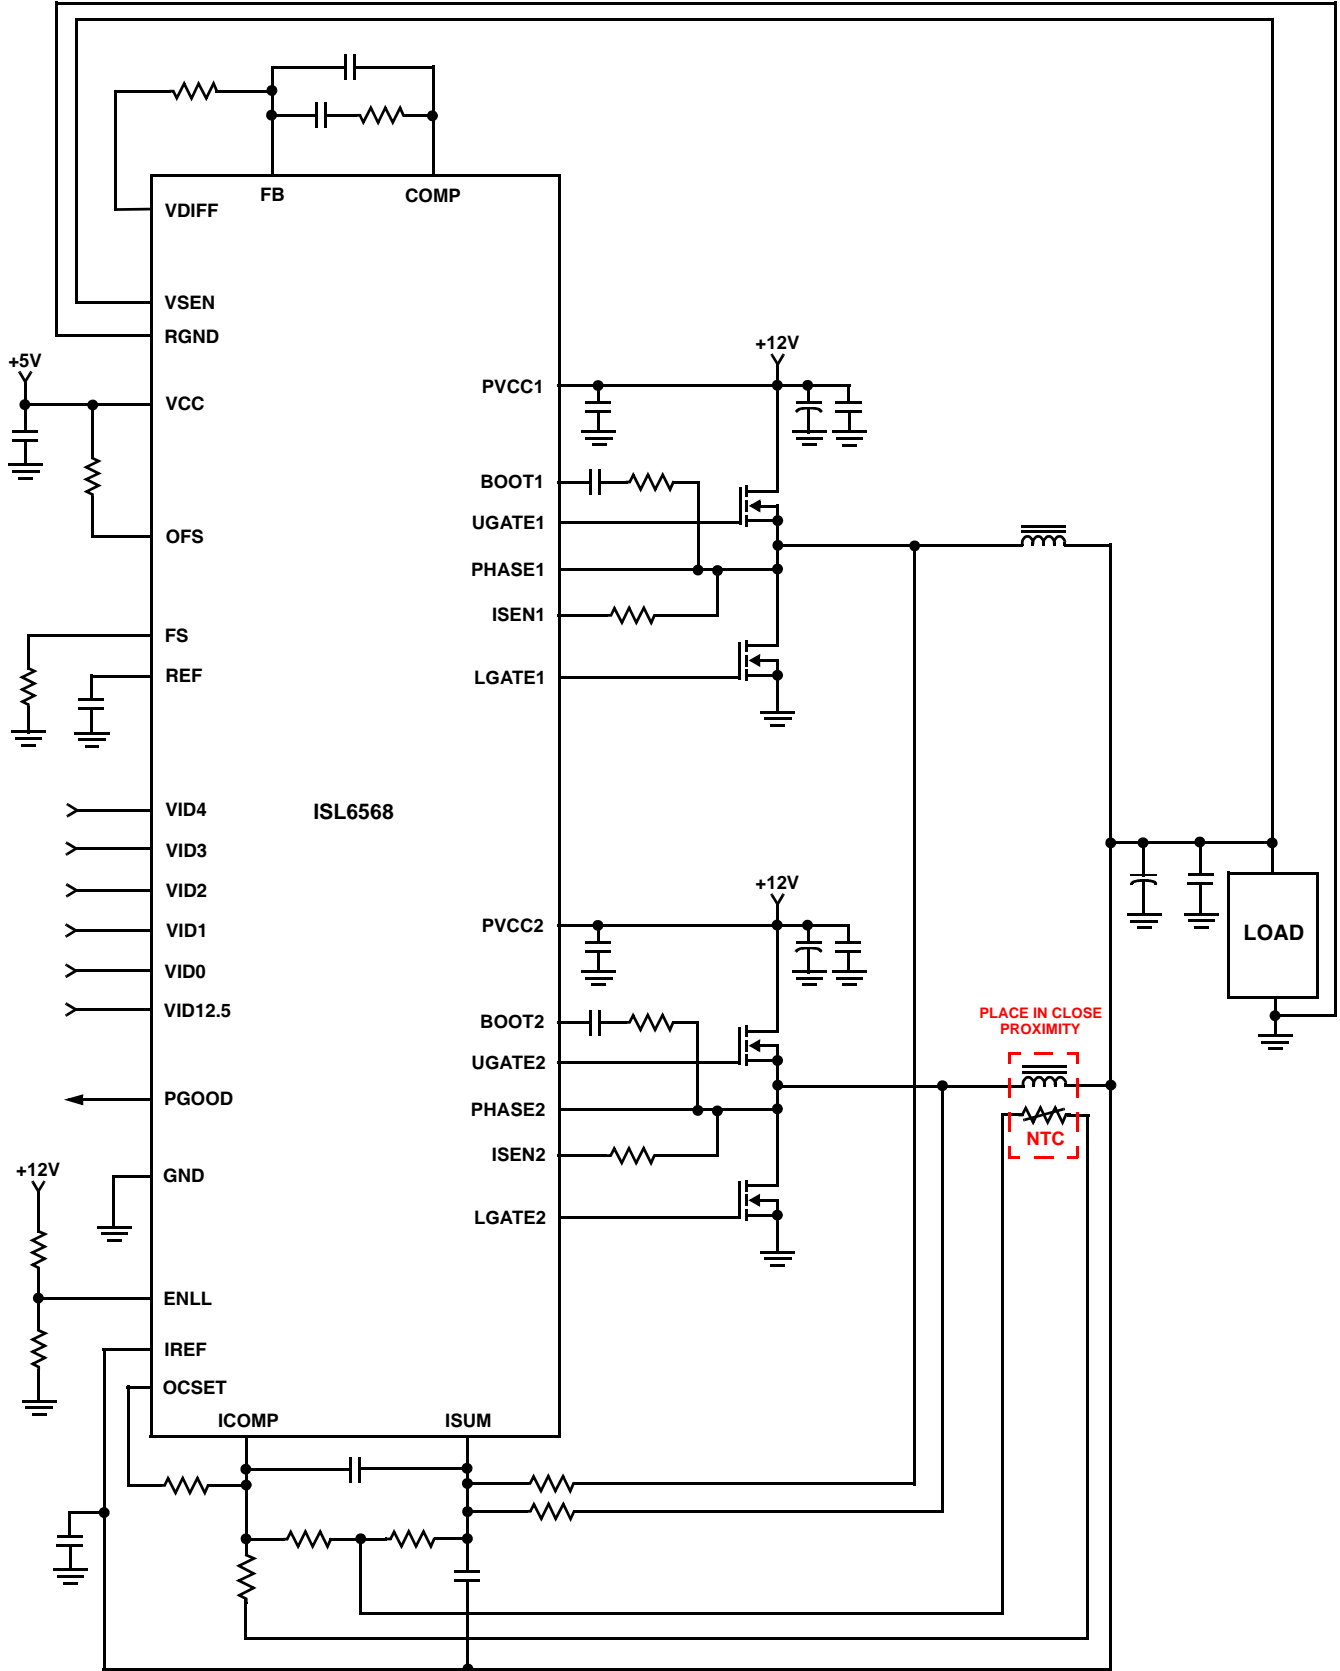 FB
COMP
VDIFF
VSEN
RGND
+5V
VCC
OFS
FS
REF
VID4
VID3
VID2
VID1
VID0
VID12.5
PGOOD
+12V
GND
ENLL
IREF
OCSET
ICOMP
ISUM
ISL6568
+12V
PVCC1
BOOT1
UGATE1
PHASE1
ISEN1
LGATE1
+12V
PVCC2
BOOT2
UGATE2
PHASE2
ISEN2
LGATE2
LOAD
PLACE IN CLOSE
PROXIMITY
NTC